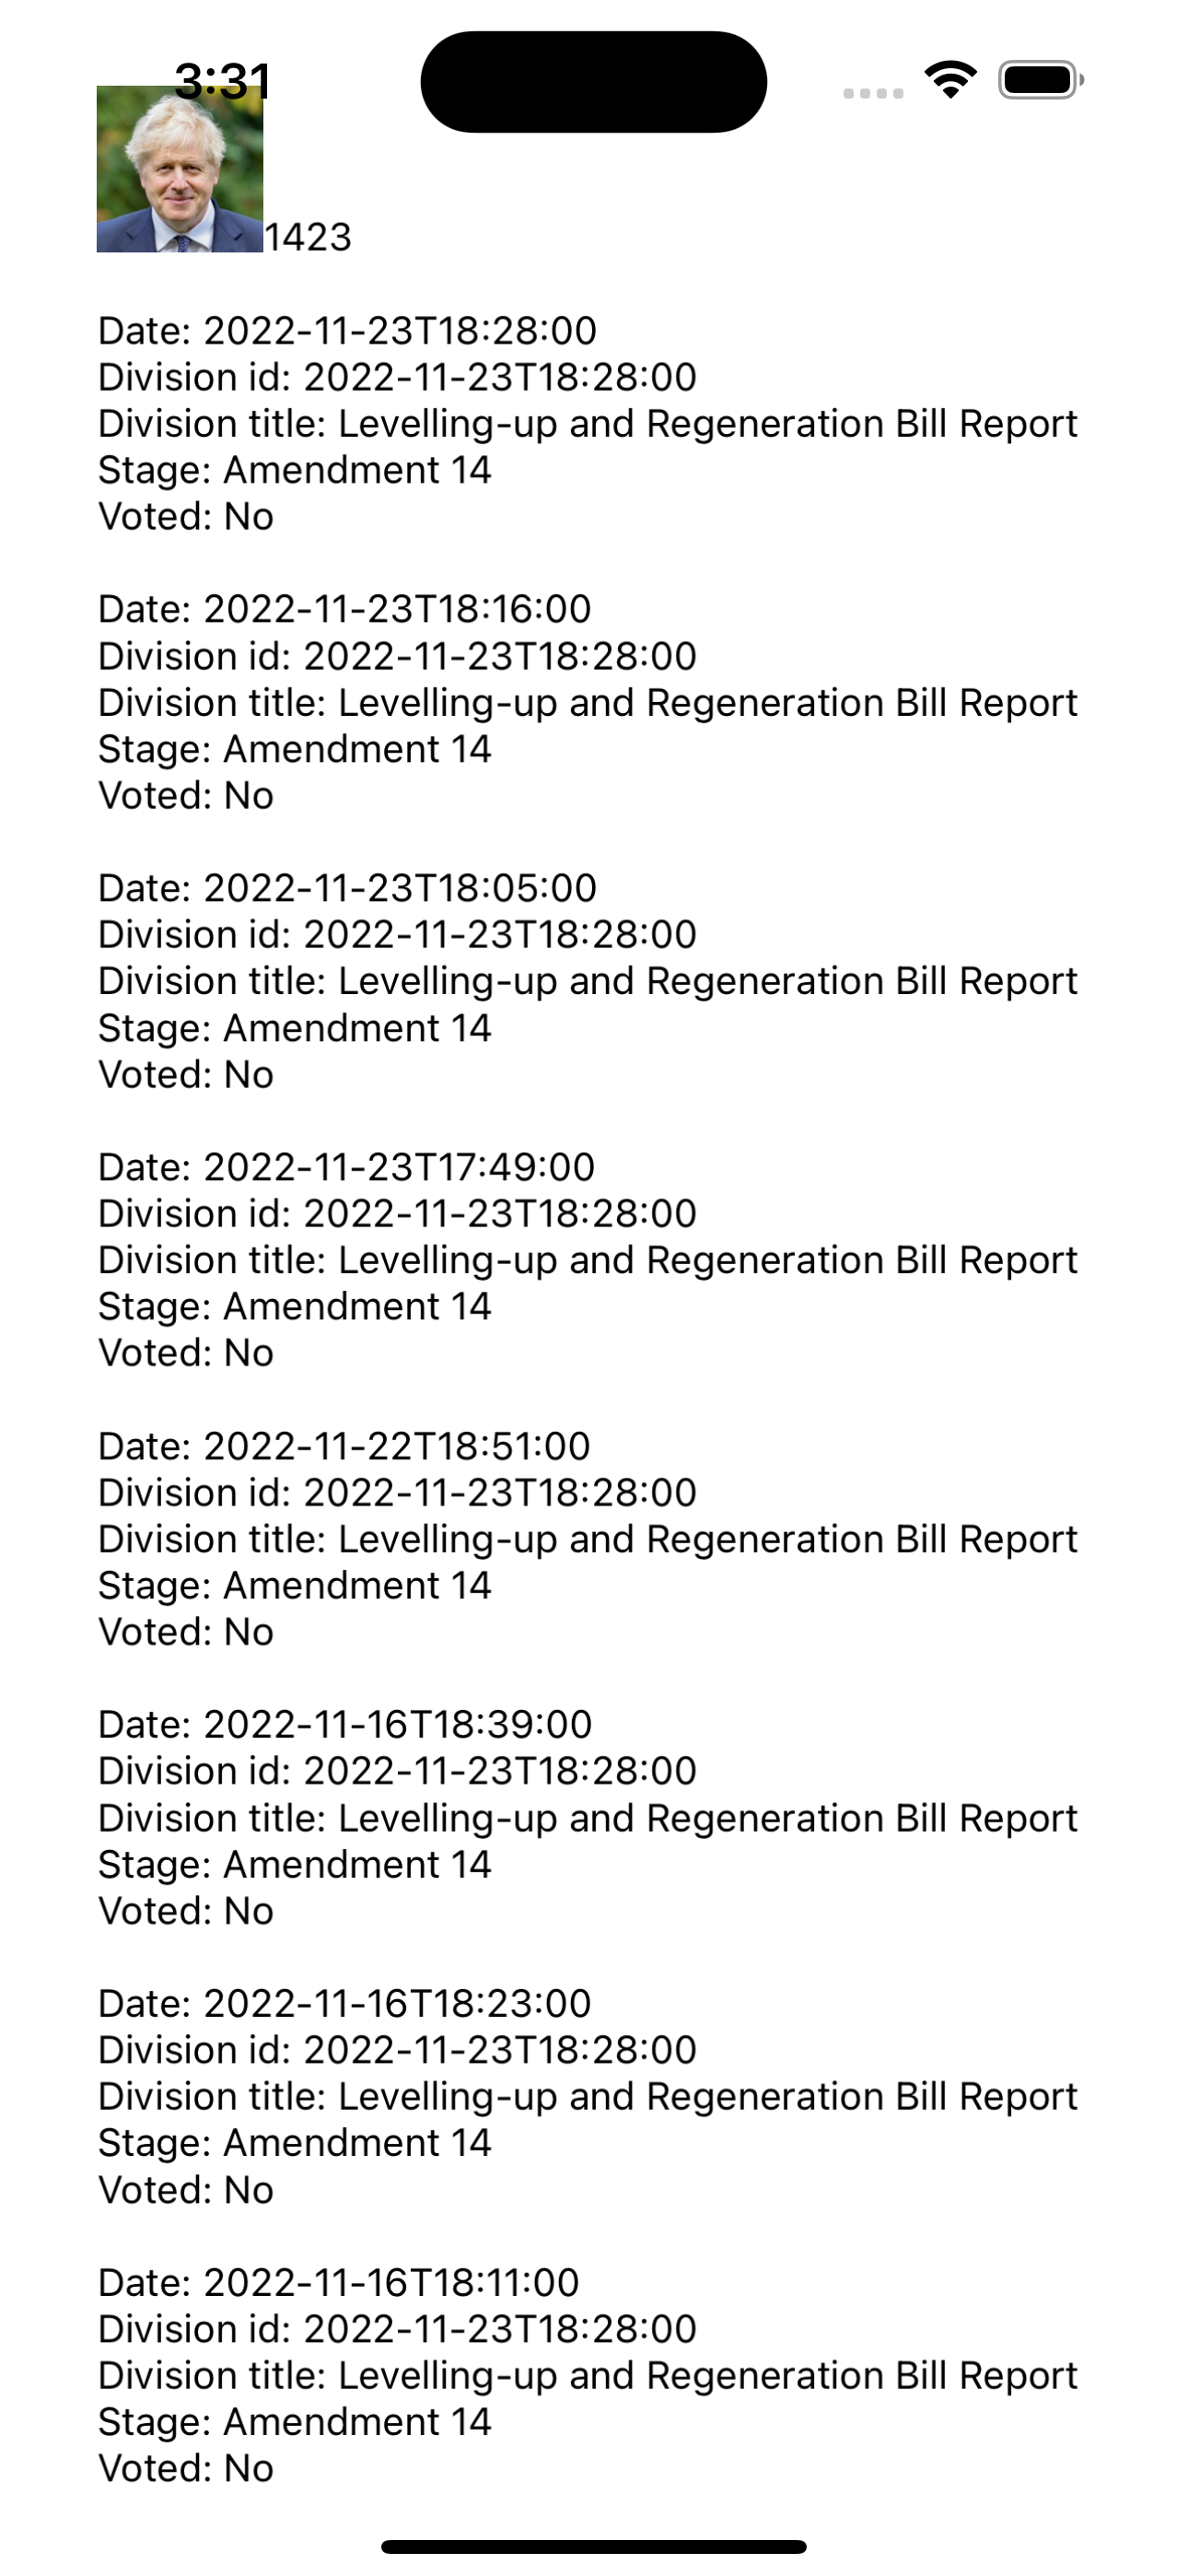 3:31
1423
Date: 2022-11-23T18:28:00
Division id: 2022-11-23T18:28:00
Division title: Levelling-up and Regeneration Bill Report
Stage: Amendment 14
Voted: No
Date: 2022-11-23T18:16:00
Division id: 2022-11-23T18:28:00
Division title: Levelling-up and Regeneration Bill Report
Stage: Amendment 14
Voted: No
Date: 2022-11-23T18:05:00
Division id: 2022-11-23T18:28:00
Division title: Levelling-up and Regeneration Bill Report
Stage: Amendment 14
Voted: No
Date: 2022-11-23T17:49:00
Division id: 2022-11-23T18:28:00
Division title: Levelling-up and Regeneration Bill Report
Stage: Amendment 14
Voted: No
Date: 2022-11-22T18:51:00
Division id: 2022-11-23T18:28:00
Division title: Levelling-up and Regeneration Bill Report
Stage: Amendment 14
Voted: No
Date: 2022-11-16T18:39:00
Division id: 2022-11-23T18:28:00
Division title: Levelling-up and Regeneration Bill Report
Stage: Amendment 14
Voted: No
Date: 2022-11-16T18:23:00
Division id: 2022-11-23T18:28:00
Division title: Levelling-up and Regeneration Bill Report
Stage: Amendment 14
Voted: No
Date: 2022-11-16T18:11:00
Division id: 2022-11-23T18:28:00
Division title: Levelling-up and Regeneration Bill Report
Stage: Amendment 14
Voted: No